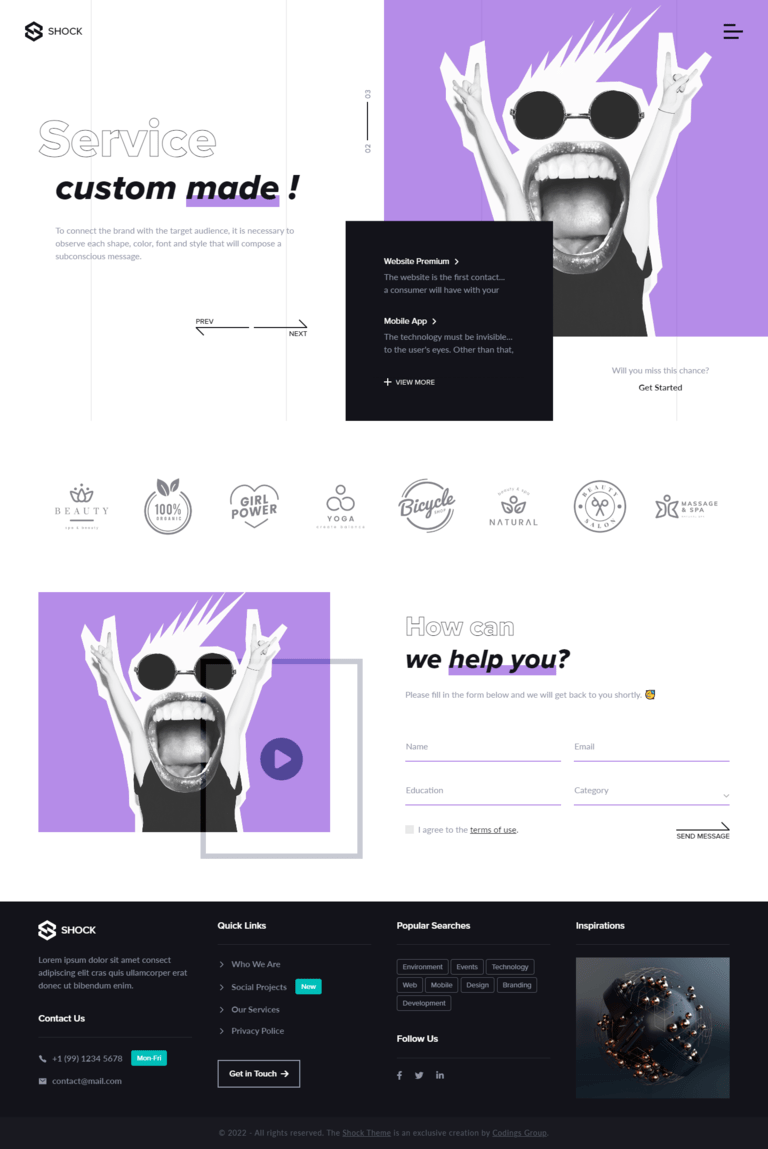 SHOCK
03
02
Service
custom made !
To connect the brand with the target audience, it is necessary to
observe each shape, color, font and style that will compose a
subconscious message.
PREV
NEXT
Website Premium
The website is the first contact...
a consumer will have with your
Mobile App
The technology must be invisible...
to the user's eyes. Other than that,
VIEW MORE
Will you miss this chance?
Get Started
BEAUTY
spa & beauty
100%
ORGANIC
GIRL
POWER
YOGA
Bicycle
SHOP
beauty & spa
NATURAL
BEAUTY
SALON
MASSAGE
& SPA
How can
we help you?
Please fill in the form below and we will get back to you shortly.
Name
Email
Education
Category
I agree to the terms of use.
SEND MESSAGE
SHOCK
Lorem ipsum dolor sit amet consect
adipiscing elit cras quis ullamcorper erat
donec ut bibendum enim.
Contact Us
+1 (99) 1234 5678 Mon-Fri
contact@mail.com
Quick Links
Who We Are
Social Projects New
Our Services
Privacy Police
Get in Touch
Popular Searches
Environment Events Technology
Web Mobile Design Branding
Development
Follow Us
Inspirations
© 2022 - All rights reserved. The Shock Theme is an exclusive creation by Codings Group.